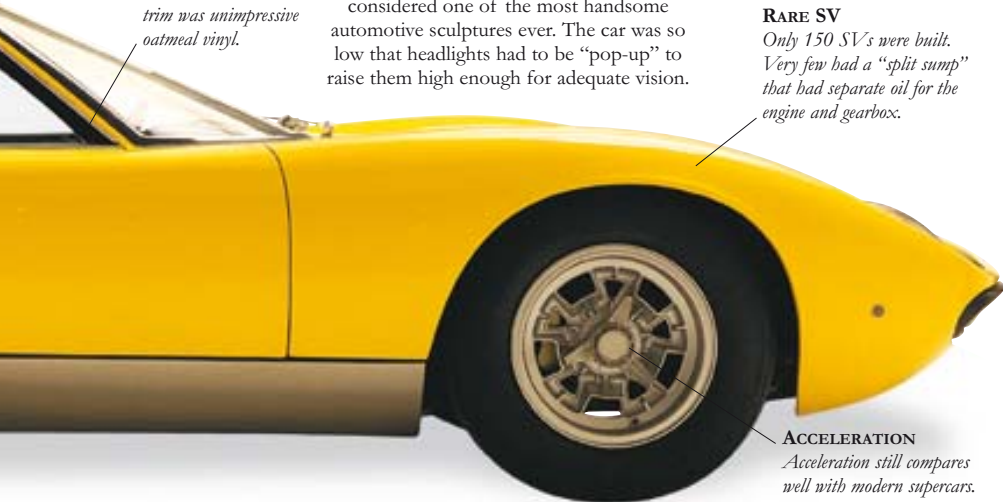 trim was unimpressive
oatmeal vinyl.
considered one of the most handsome
automotive sculptures ever. The car was so
low that headlights had to be “pop-up” to
raise them high enough for adequate vision.
RARE SV
Only 150 SVs were built.
Very few had a “split sump”
that had separate oil for the
engine and gearbox.
ACCELERATION
Acceleration still compares
well with modern supercars.